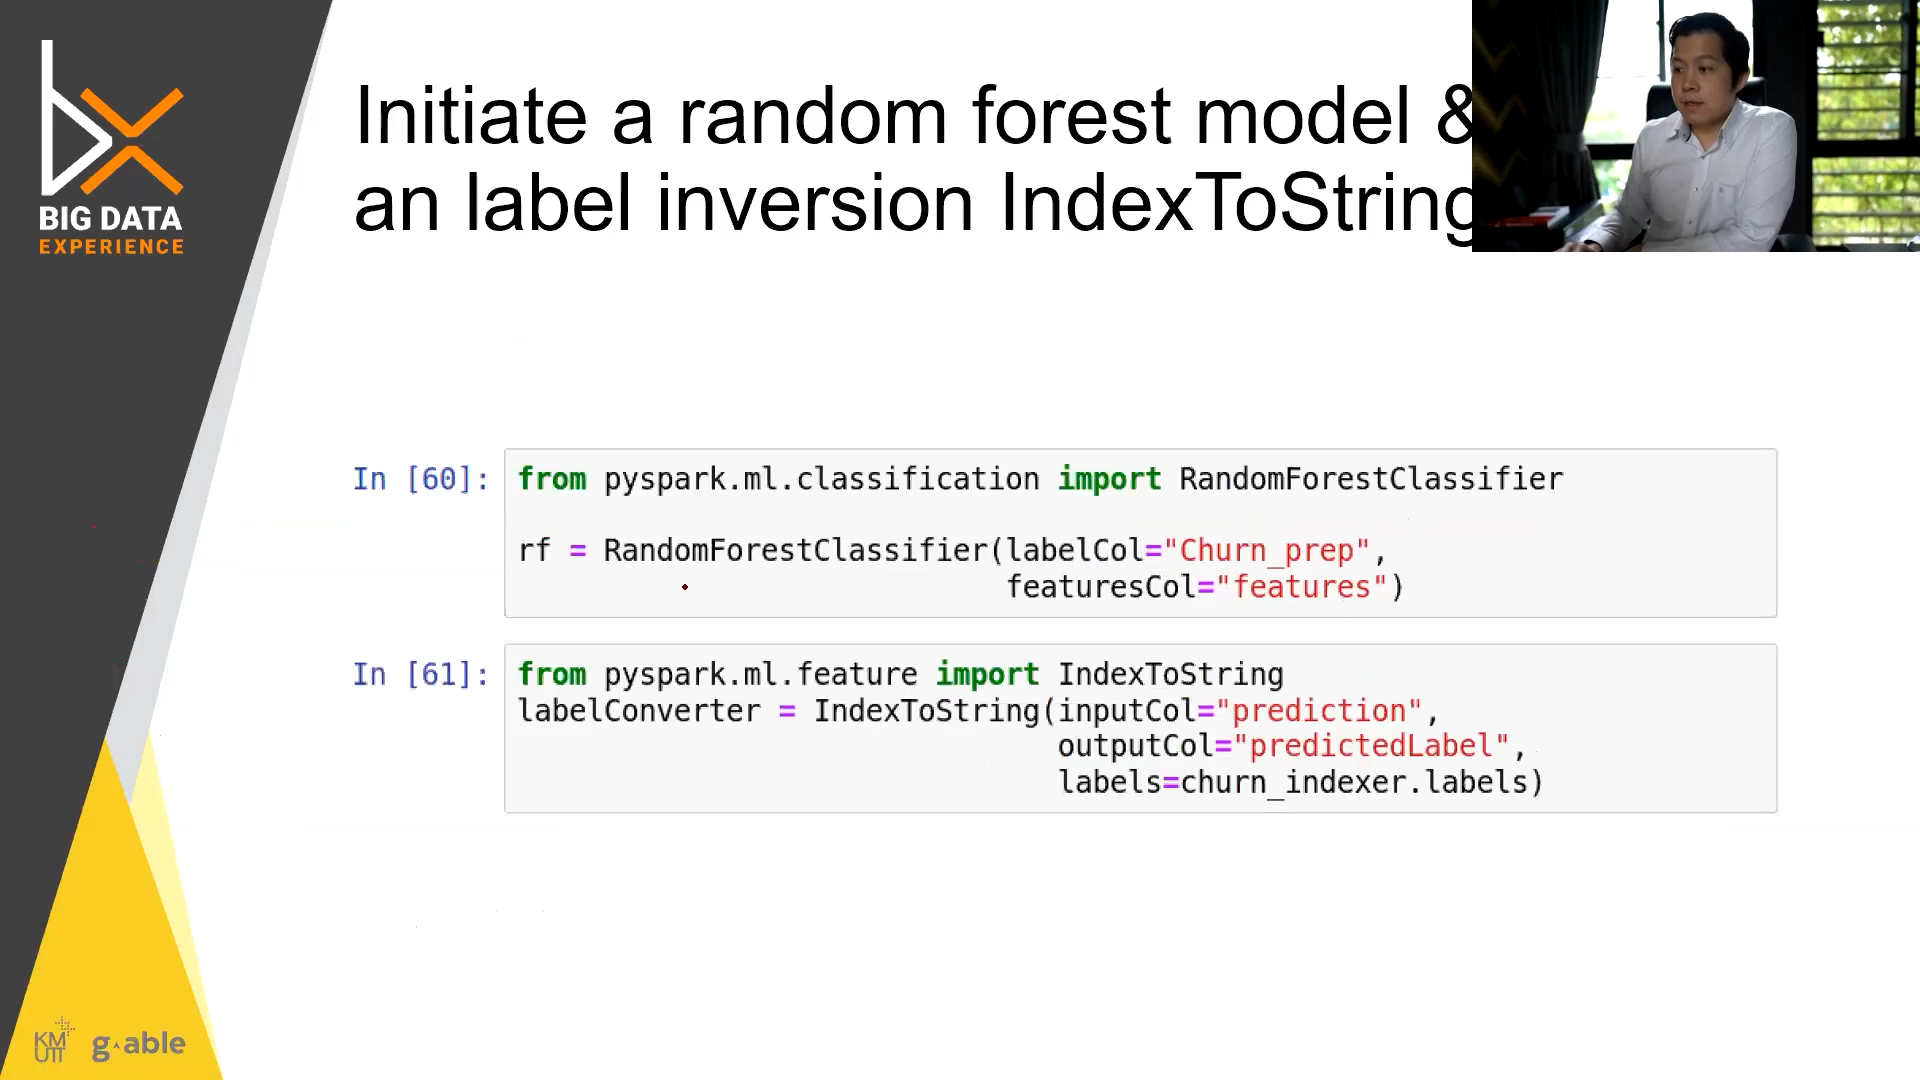 BIG DATA
EXPERIENCE
Initiate a random forest model &
an label inversion IndexToString
In [60]:
from pyspark.ml.classification import RandomForestClassifier
rf = RandomForestClassifier(labelCol="Churn_prep",
featuresCol="features")
In [61]:
from pyspark.ml.feature import IndexToString
labelConverter = IndexToString(inputCol="prediction",
outputCol="predictedLabel",
labels=churn_indexer.labels)
KM
UTT
g-able